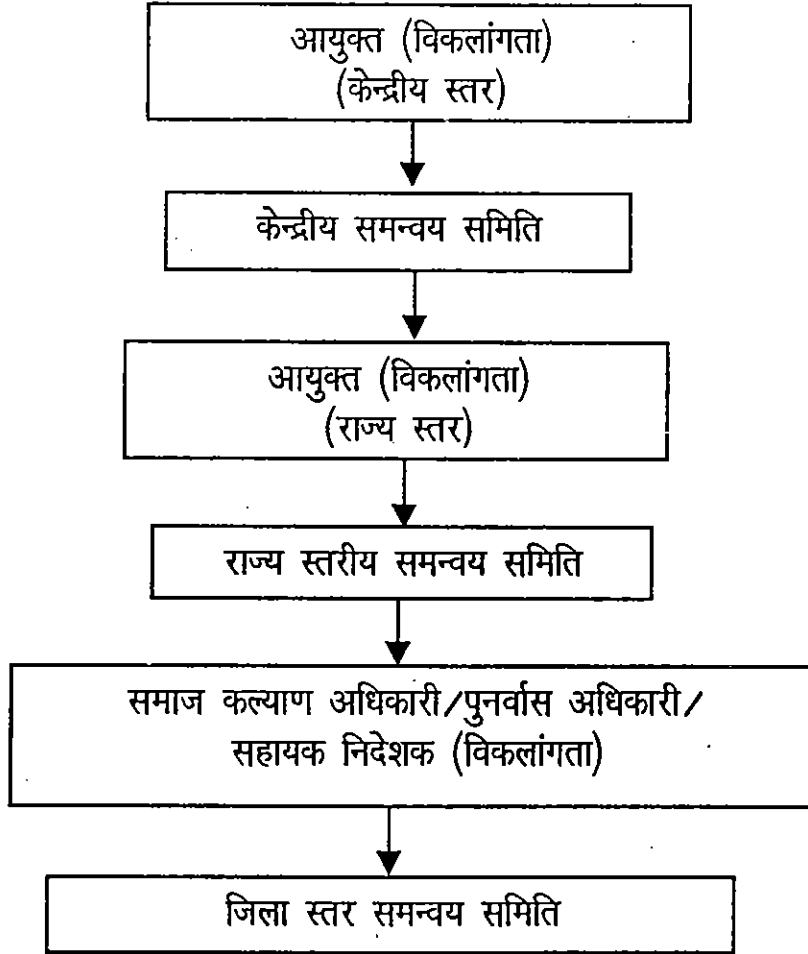 आयुक्त (विकलांगता)
(केन्द्रीय स्तर)
केन्द्रीय समन्वय समिति
आयुक्त (विकलांगता)
(राज्य स्तर)
राज्य स्तरीय समन्वय समिति
समाज कल्याण अधिकारी/पुनर्वास अधिकारी/
सहायक निदेशक (विकलांगता)
जिला स्तर समन्वय समिति